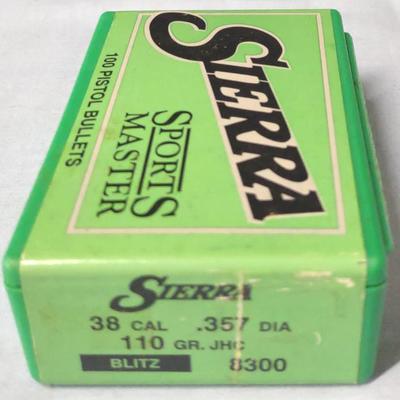 SIERRA
SPORTS
MASTER
100 PISTOL BULLETS
SIERRA
38 CAL .357 DIA
110 GR. JHC
BLITZ 8300